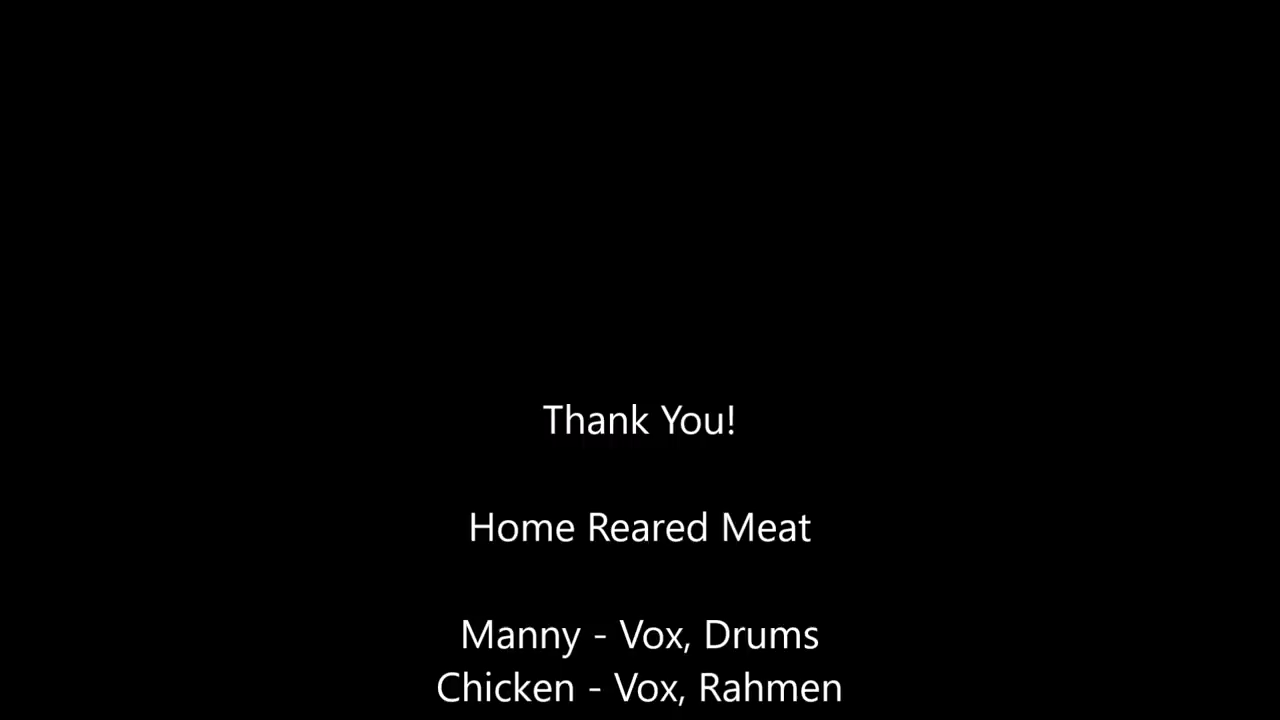 Thank You!
Home Reared Meat
Manny - Vox, Drums
Chicken - Vox, Rahmen